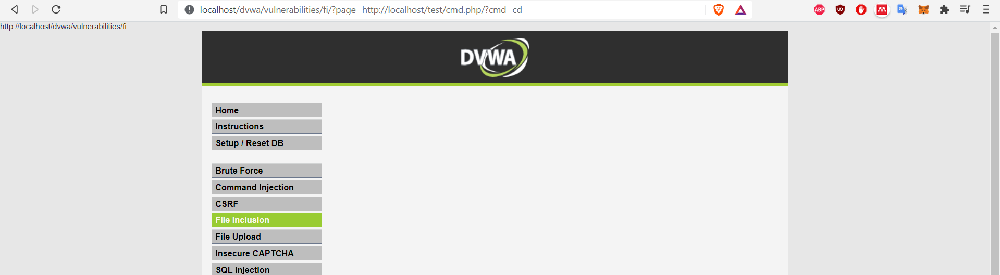 localhost/dvwa/vulnerabilities/fi/?page=http://localhost/test/cmd.php/?cmd=cd
ABP
http://localhost/dvwa/vulnerabilities/fi
DVWA
Home
Instructions
Setup / Reset DB
Brute Force
Command Injection
CSRF
File Inclusion
File Upload
Insecure CAPTCHA
SQL Injection